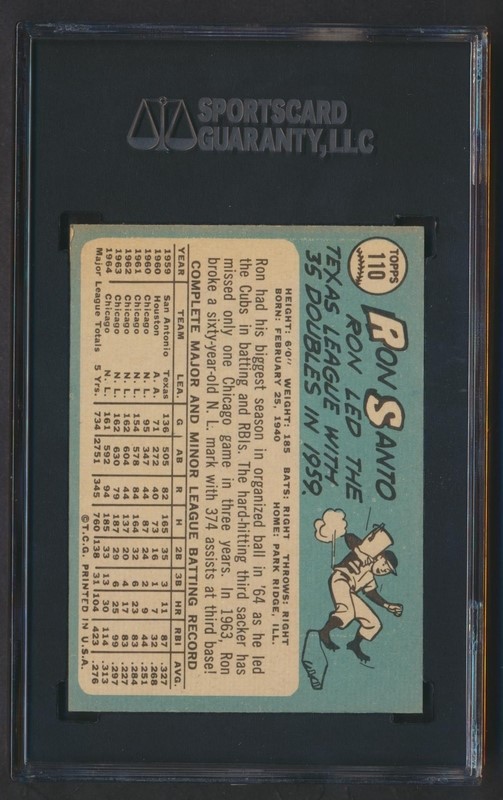 SPORTSCARD
GUARANTY, LLC
TOPPS
110
RON SANTO
RON LED THE
TEXAS LEAGUE WITH
35 DOUBLES IN 1959.
HEIGHT: 6'0" WEIGHT: 185 BATS: RIGHT THROWS: RIGHT
BORN: FEBRUARY 25, 1940 HOME: PARK RIDGE, ILL.
Ron had his biggest season in organized ball in '64 as he led
the Cubs in batting and RBIs. The hard-hitting third sacker has
missed only one Chicago game in three years. In 1963, Ron
broke a sixty-year-old N. L. mark with 374 assists at third base!
COMPLETE MAJOR AND MINOR LEAGUE BATTING RECORD
YEAR TEAM LEA. G AB R H 2B 3B HR RBI AVG.
1959 San Antonio Texas 136 505 82 165 35 3 11 87 .327
1960 Houston A. A. 71 272 40 73 16 1 7 32 .268
1960 Chicago N. L. 95 347 44 87 24 2 9 44 .251
1961 Chicago N. L. 154 578 84 164 32 6 23 83 .284
1962 Chicago N. L. 162 604 44 137 20 4 17 83 .227
1963 Chicago N. L. 162 630 79 187 29 6 25 99 .297
1964 Chicago N. L. 161 592 94 185 33 13 30 114 .313
Major League Totals 5 Yrs. 734 2751 345 760 138 31 104 423 .276
©T.C.G. PRINTED IN U.S.A.